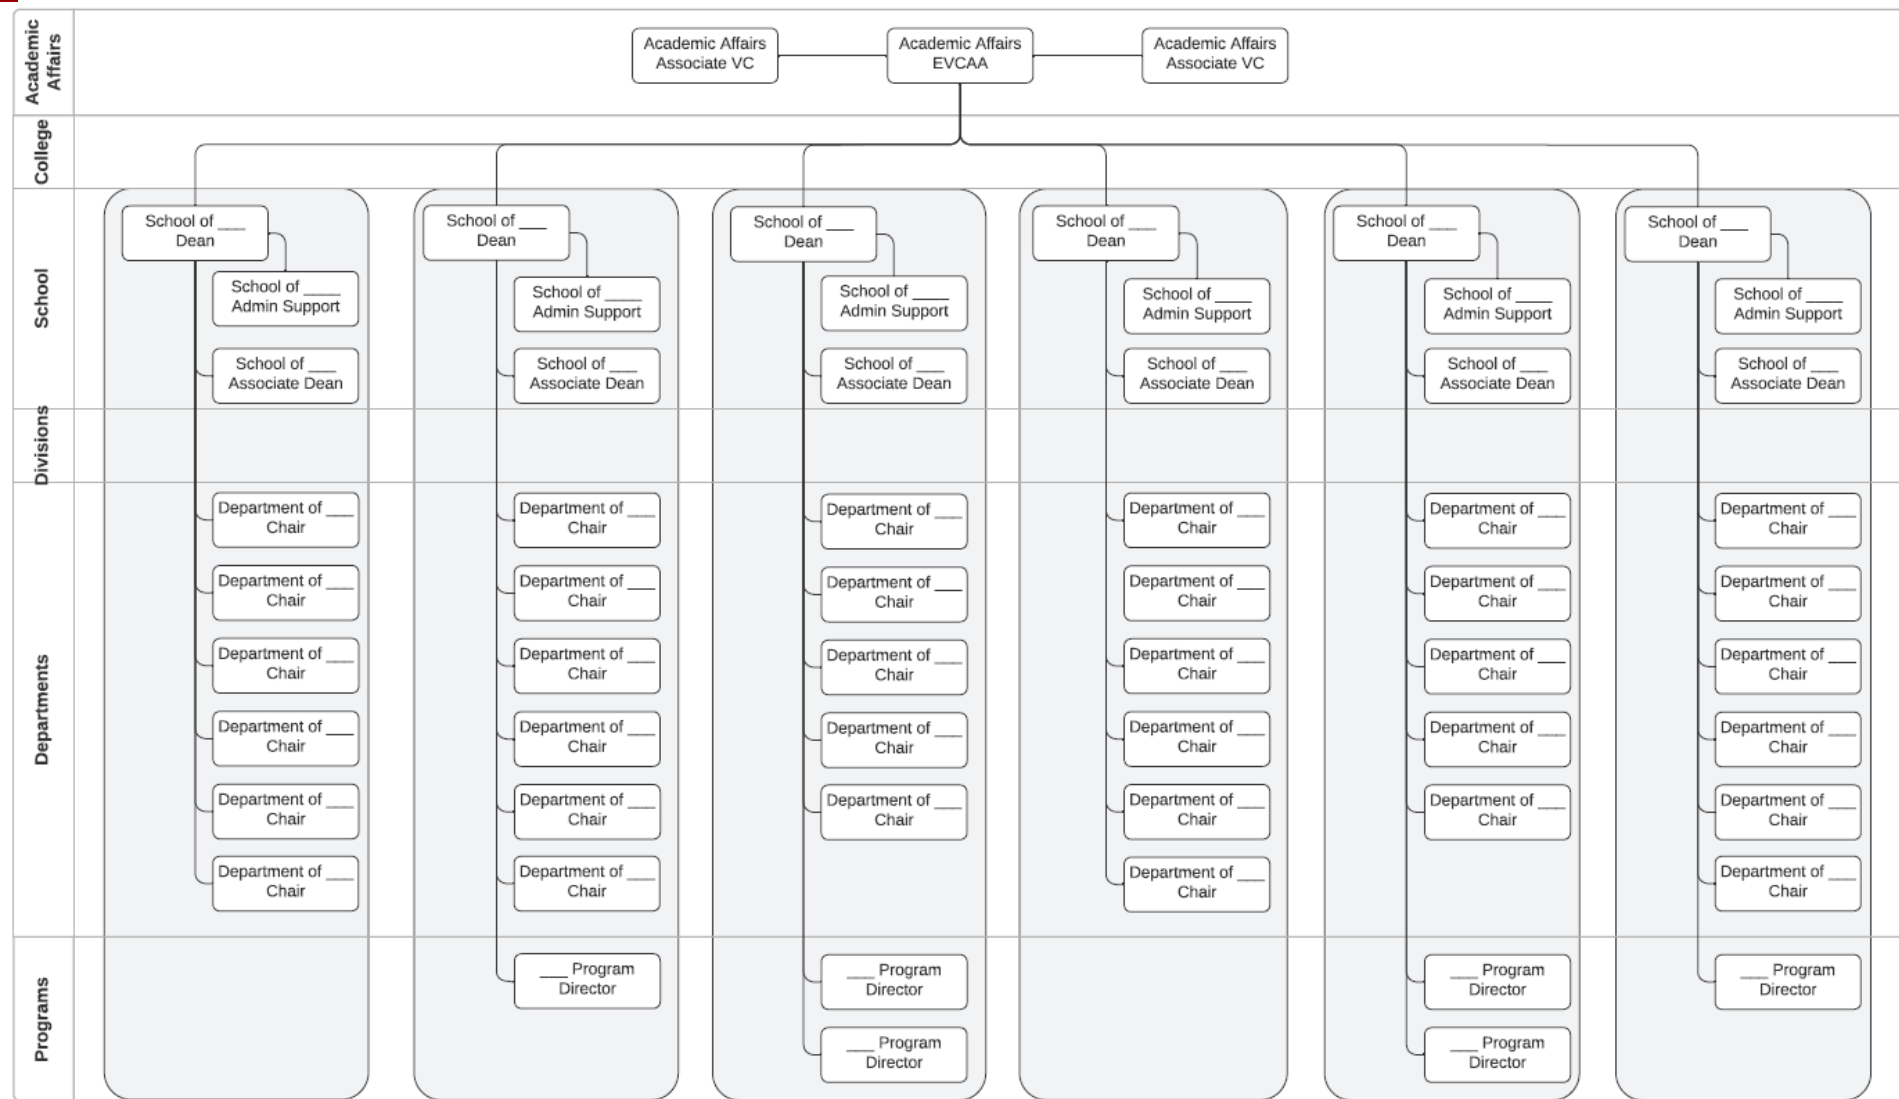 Academic
Affairs
Academic Affairs
Associate VC
Academic Affairs
EVCAA
Academic Affairs
Associate VC
College
School
School of ___
Dean
School of ___
Dean
School of ___
Dean
School of ___
Dean
School of ___
Dean
School of ___
Dean
School of ____
Admin Support
School of ____
Admin Support
School of ____
Admin Support
School of ____
Admin Support
School of ____
Admin Support
School of ____
Admin Support
School of ___
Associate Dean
School of ___
Associate Dean
School of ___
Associate Dean
School of ___
Associate Dean
School of ___
Associate Dean
School of ___
Associate Dean
Divisions
Departments
Department of ___
Chair
Department of ___
Chair
Department of ___
Chair
Department of ___
Chair
Department of ___
Chair
Department of ___
Chair
Department of ___
Chair
Department of ___
Chair
Department of ___
Chair
Department of ___
Chair
Department of ___
Chair
Department of ___
Chair
Department of ___
Chair
Department of ___
Chair
Department of ___
Chair
Department of ___
Chair
Department of ___
Chair
Department of ___
Chair
Department of ___
Chair
Department of ___
Chair
Department of ___
Chair
Department of ___
Chair
Department of ___
Chair
Department of ___
Chair
Department of ___
Chair
Department of ___
Chair
Department of ___
Chair
Department of ___
Chair
Department of ___
Chair
Department of ___
Chair
Department of ___
Chair
Department of ___
Chair
Department of ___
Chair
Department of ___
Chair
Programs
___ Program
Director
___ Program
Director
___ Program
Director
___ Program
Director
___ Program
Director
___ Program
Director